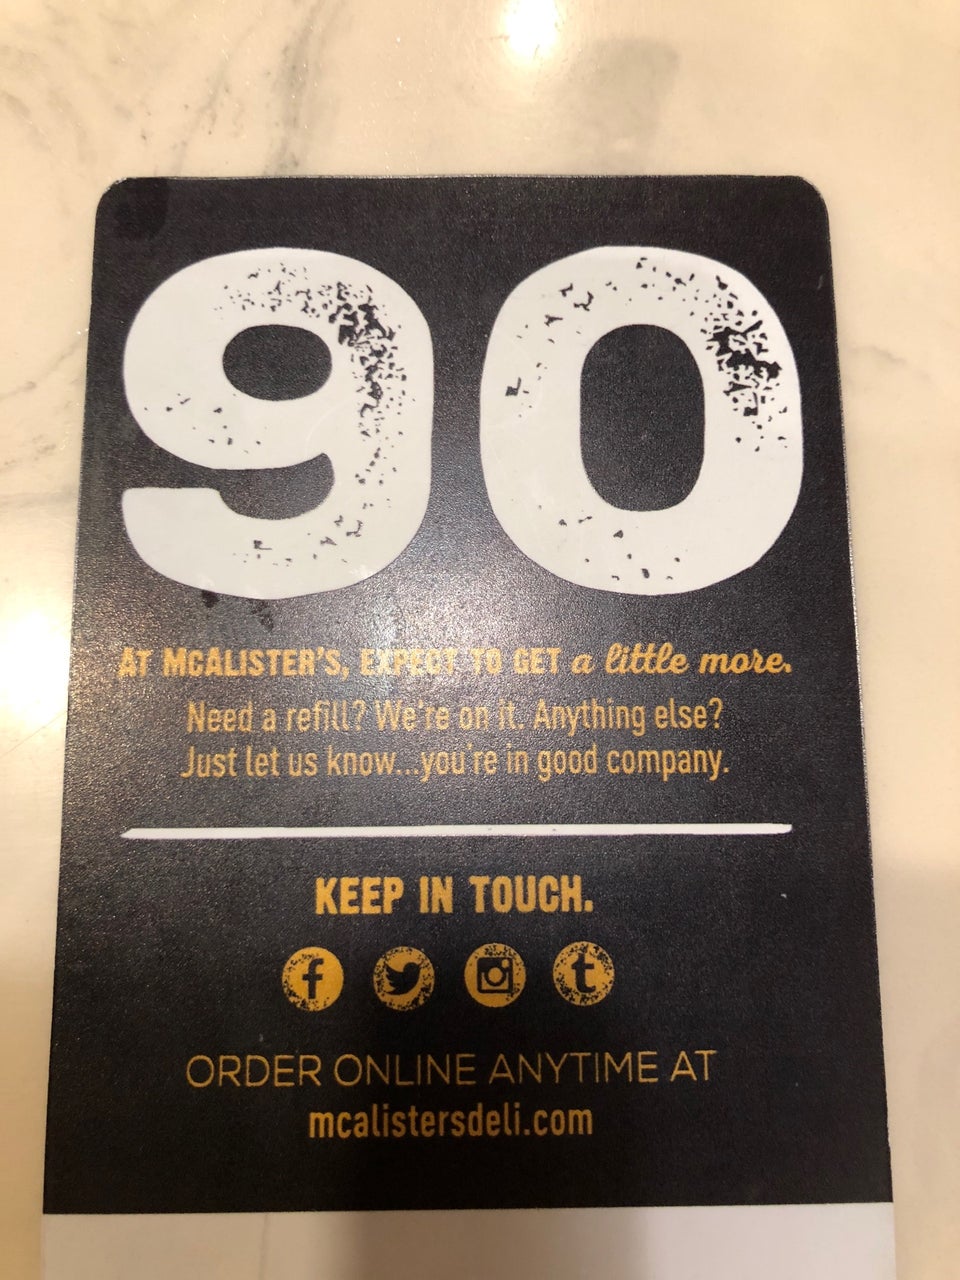 90
AT MCALISTER'S, EXPECT TO GET a little more.
Need a refill? We're on it. Anything else?
Just let us know...you're in good company.
KEEP IN TOUCH.
ORDER ONLINE ANYTIME AT
mcalistersdeli.com